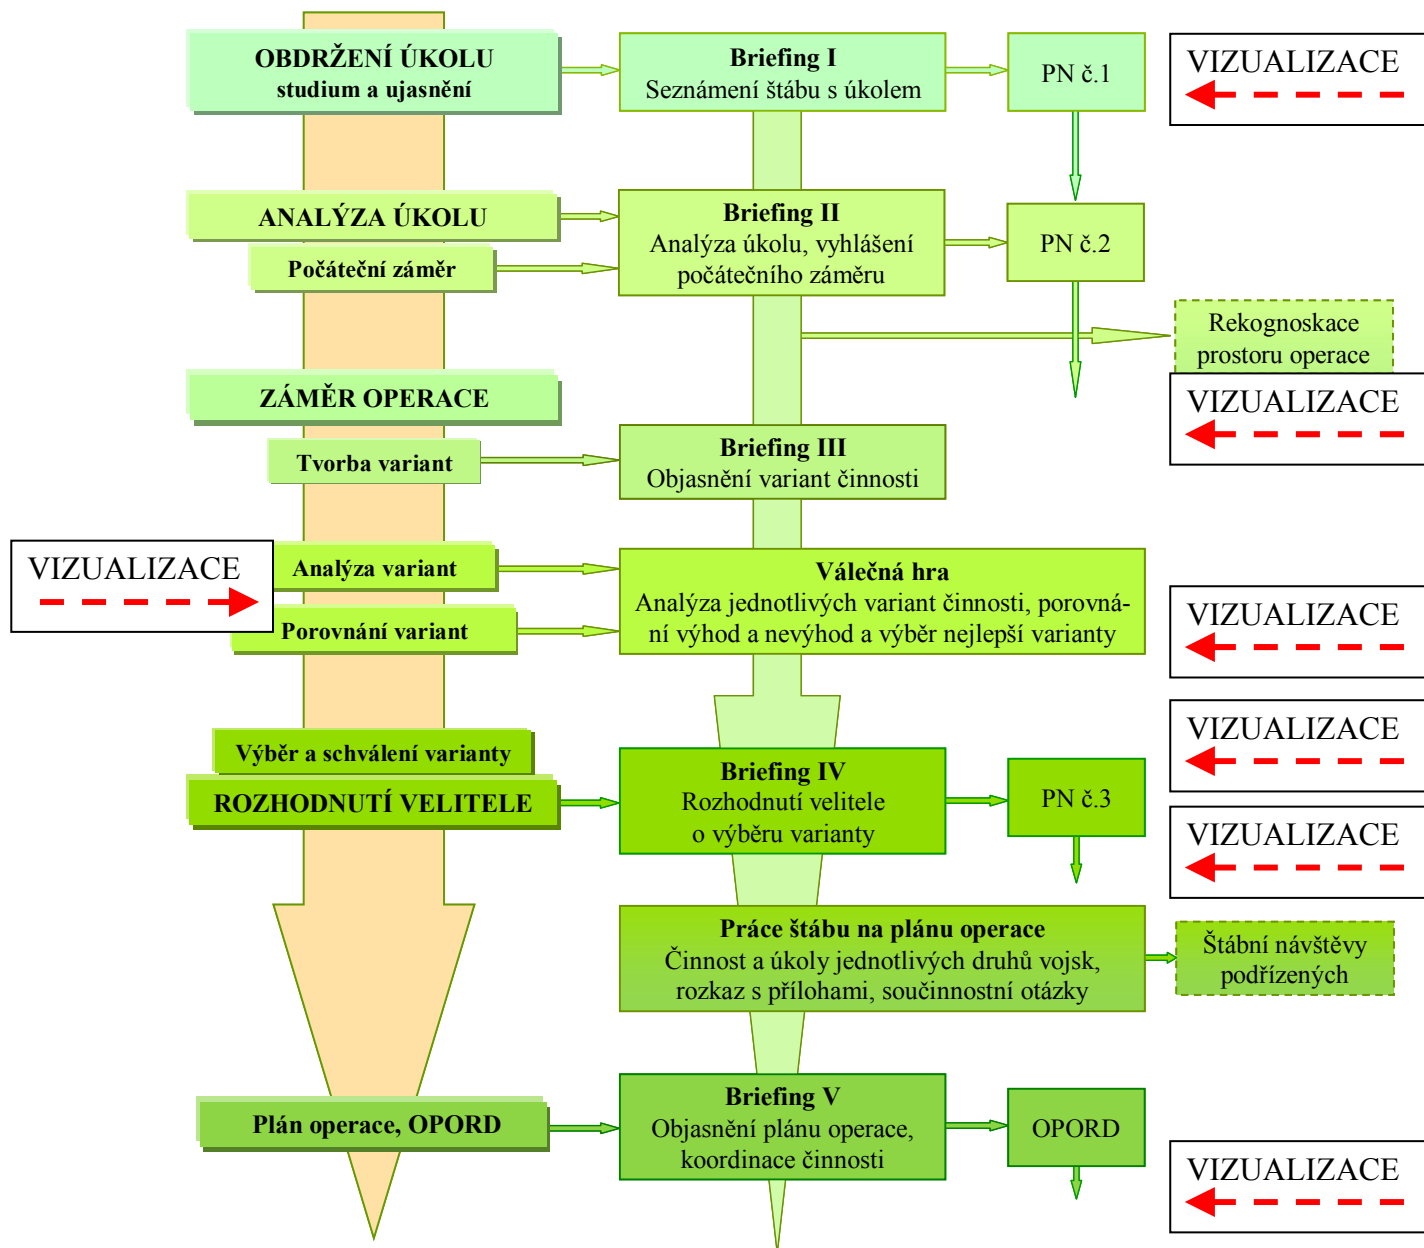 OBDRŽENÍ ÚKOLU
studium a ujasnění
Briefing I
Seznámení štábu s úkolem
PN č.1
VIZUALIZACE
ANALÝZA ÚKOLU
Počáteční záměr
Briefing II
Analýza úkolu, vyhlášení
počátečního záměru
PN č.2
Rekognoskace
prostoru operace
ZÁMĚR OPERACE
VIZUALIZACE
Tvorba variant
Briefing III
Objasnění variant činnosti
VIZUALIZACE
Analýza variant
Porovnání variant
Válečná hra
Analýza jednotlivých variant činnosti, porovná-
ní výhod a nevýhod a výběr nejlepší varianty
VIZUALIZACE
Výběr a schválení varianty
ROZHODNUTÍ VELITELE
Briefing IV
Rozhodnutí velitele
o výběru varianty
PN č.3
VIZUALIZACE
VIZUALIZACE
Práce štábu na plánu operace
Činnost a úkoly jednotlivých druhů vojsk,
rozkaz s přílohami, součinnostní otázky
Štábní návštěvy
podřízených
Plán operace, OPORD
Briefing V
Objasnění plánu operace,
koordinace činnosti
OPORD
VIZUALIZACE